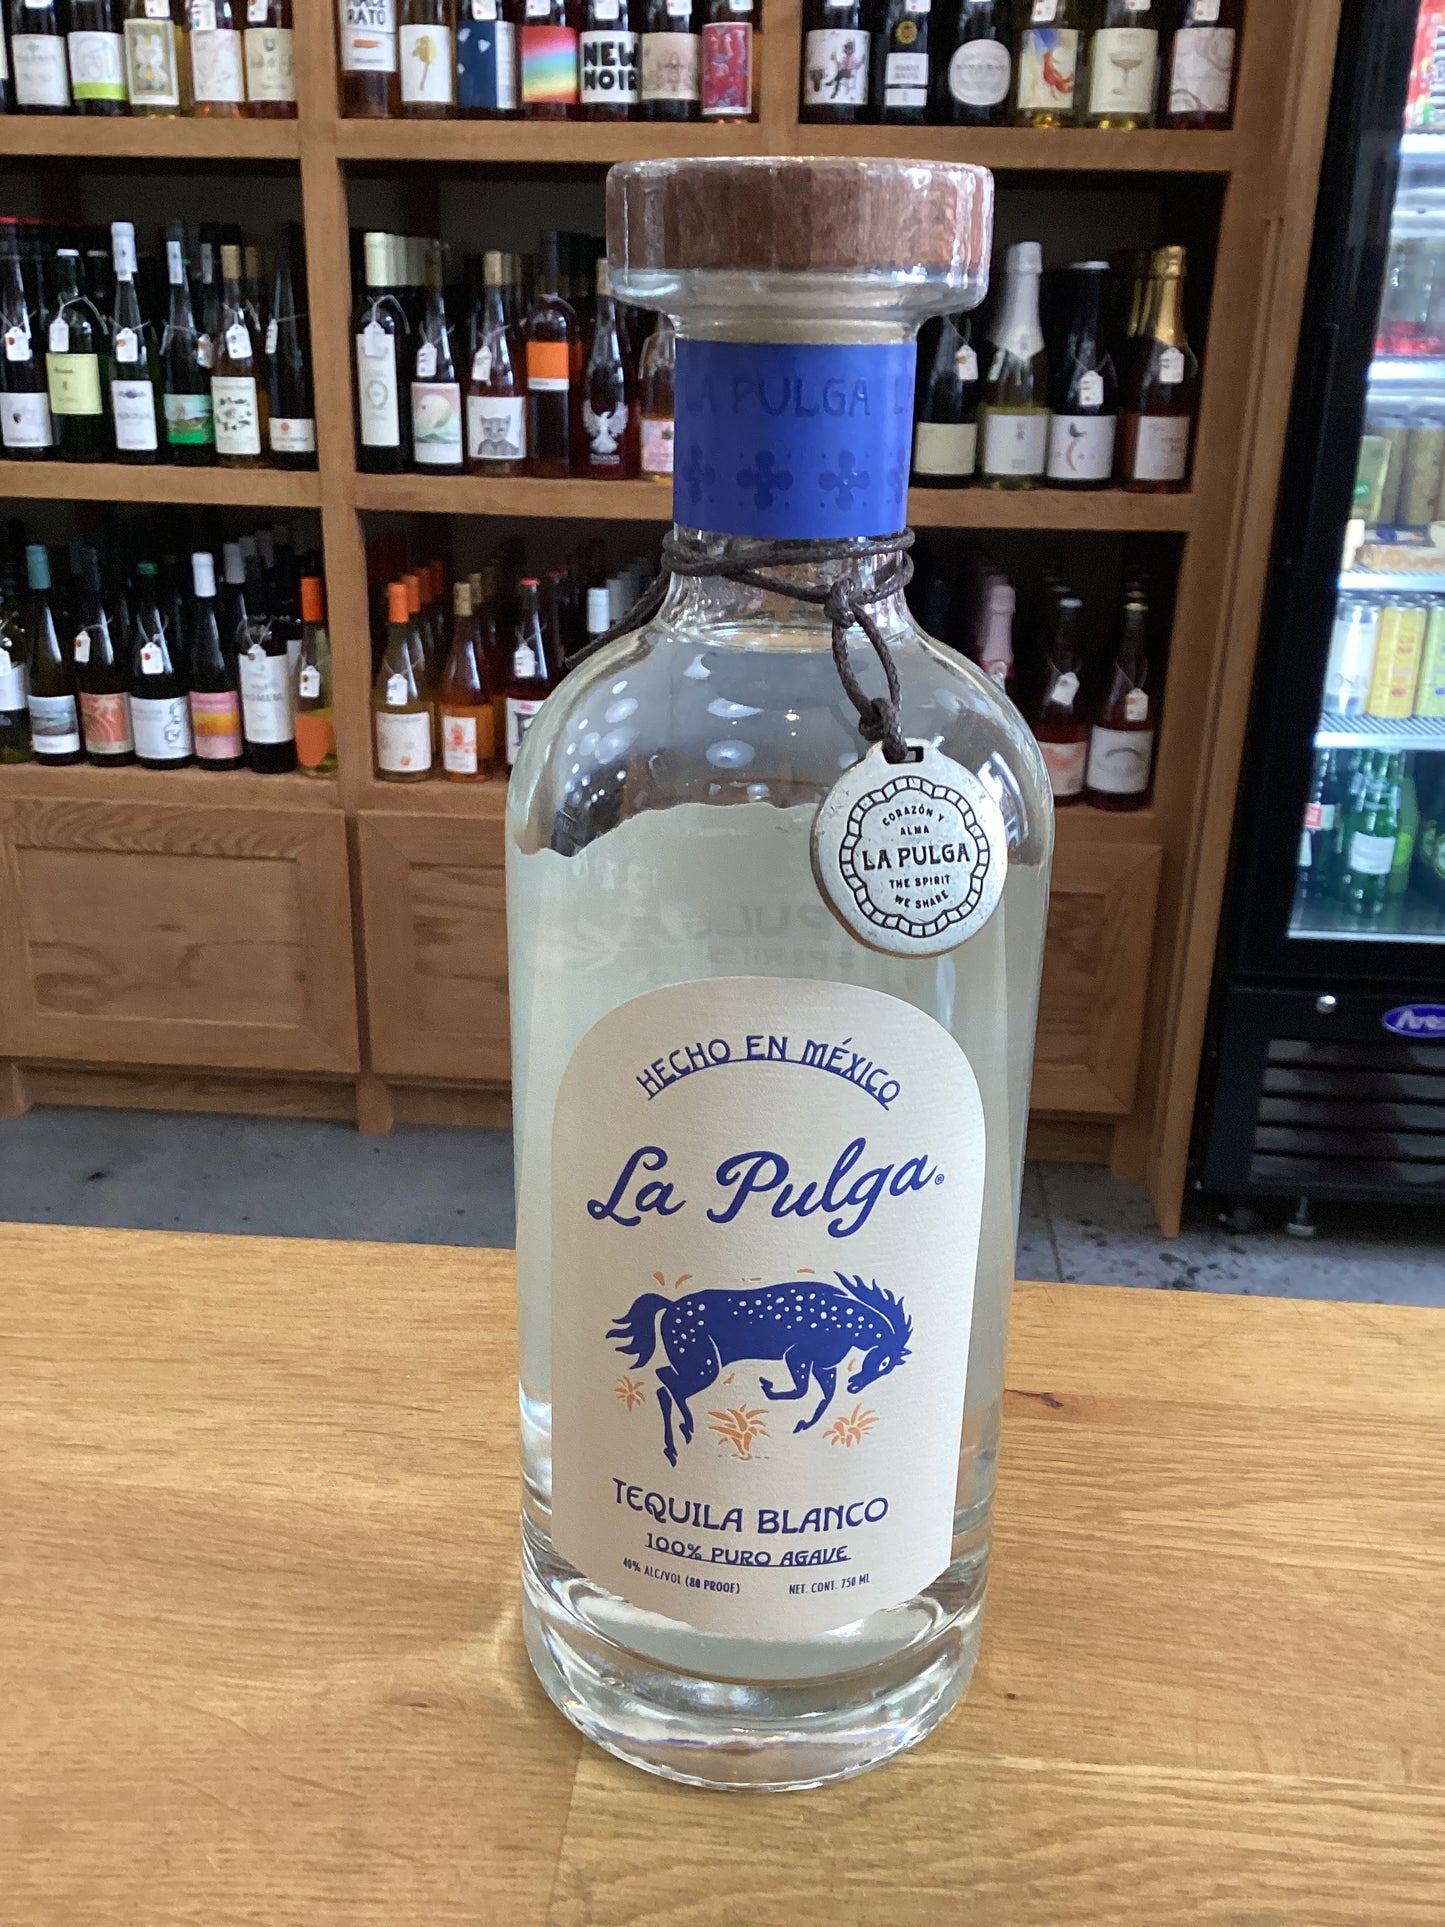 NEW
NOIR
LA PULGA LA
CORAZÓN Y
ALMA
LA PULGA
THE SPIRIT
WE SHARE
HECHO EN MÉXICO
La Pulga®
TEQUILA BLANCO
100% PURO AGAVE
40% ALC/VOL (80 PROOF) NET. CONT. 750 ML